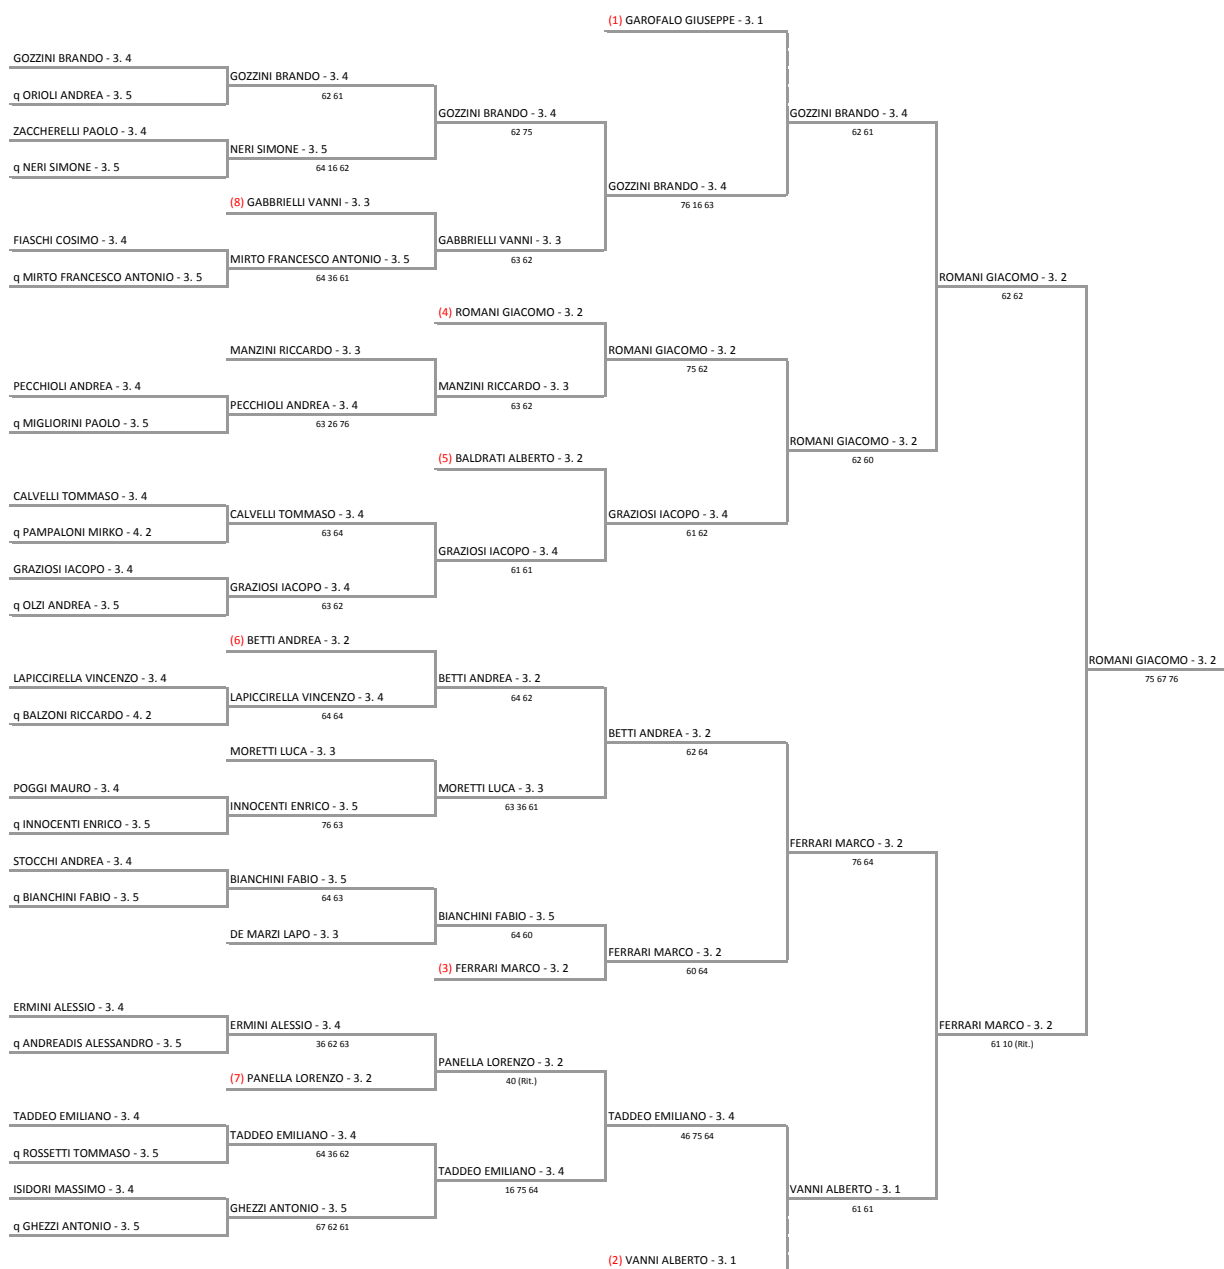 (1) GAROFALO GIUSEPPE - 3. 1
GOZZINI BRANDO - 3. 4
GOZZINI BRANDO - 3. 4
q ORIOLI ANDREA - 3. 5
62 61
GOZZINI BRANDO - 3. 4
GOZZINI BRANDO - 3. 4
ZACCHERELLI PAOLO - 3. 4
62 75
62 61
NERI SIMONE - 3. 5
q NERI SIMONE - 3. 5
64 16 62
GOZZINI BRANDO - 3. 4
(8) GABBRIELLI VANNI - 3. 3
76 16 63
FIASCHI COSIMO - 3. 4
GABBRIELLI VANNI - 3. 3
MIRTO FRANCESCO ANTONIO - 3. 5
63 62
q MIRTO FRANCESCO ANTONIO - 3. 5
64 36 61
ROMANI GIACOMO - 3. 2
62 62
(4) ROMANI GIACOMO - 3. 2
MANZINI RICCARDO - 3. 3
ROMANI GIACOMO - 3. 2
75 62
PECCHIOLI ANDREA - 3. 4
MANZINI RICCARDO - 3. 3
PECCHIOLI ANDREA - 3. 4
63 62
q MIGLIORINI PAOLO - 3. 5
63 26 76
ROMANI GIACOMO - 3. 2
(5) BALDRATI ALBERTO - 3. 2
62 60
CALVELLI TOMMASO - 3. 4
CALVELLI TOMMASO - 3. 4
GRAZIOSI IACOPO - 3. 4
q PAMPALONI MIRKO - 4. 2
63 64
61 62
GRAZIOSI IACOPO - 3. 4
GRAZIOSI IACOPO - 3. 4
61 61
GRAZIOSI IACOPO - 3. 4
q OLZI ANDREA - 3. 5
63 62
(6) BETTI ANDREA - 3. 2
ROMANI GIACOMO - 3. 2
75 67 76
LAPICCIRELLA VINCENZO - 3. 4
BETTI ANDREA - 3. 2
LAPICCIRELLA VINCENZO - 3. 4
64 62
q BALZONI RICCARDO - 4. 2
64 64
BETTI ANDREA - 3. 2
MORETTI LUCA - 3. 3
62 64
POGGI MAURO - 3. 4
MORETTI LUCA - 3. 3
INNOCENTI ENRICO - 3. 5
63 36 61
q INNOCENTI ENRICO - 3. 5
76 63
FERRARI MARCO - 3. 2
STOCCHI ANDREA - 3. 4
76 64
BIANCHINI FABIO - 3. 5
q BIANCHINI FABIO - 3. 5
64 63
BIANCHINI FABIO - 3. 5
DE MARZI LAPO - 3. 3
64 60
FERRARI MARCO - 3. 2
(3) FERRARI MARCO - 3. 2
60 64
ERMINI ALESSIO - 3. 4
ERMINI ALESSIO - 3. 4
FERRARI MARCO - 3. 2
q ANDREADIS ALESSANDRO - 3. 5
36 62 63
61 10 (Rit.)
PANELLA LORENZO - 3. 2
(7) PANELLA LORENZO - 3. 2
40 (Rit.)
TADDEO EMILIANO - 3. 4
TADDEO EMILIANO - 3. 4
TADDEO EMILIANO - 3. 4
46 75 64
q ROSSETTI TOMMASO - 3. 5
64 36 62
TADDEO EMILIANO - 3. 4
ISIDORI MASSIMO - 3. 4
16 75 64
VANNI ALBERTO - 3. 1
GHEZZI ANTONIO - 3. 5
61 61
q GHEZZI ANTONIO - 3. 5
67 62 61
(2) VANNI ALBERTO - 3. 1